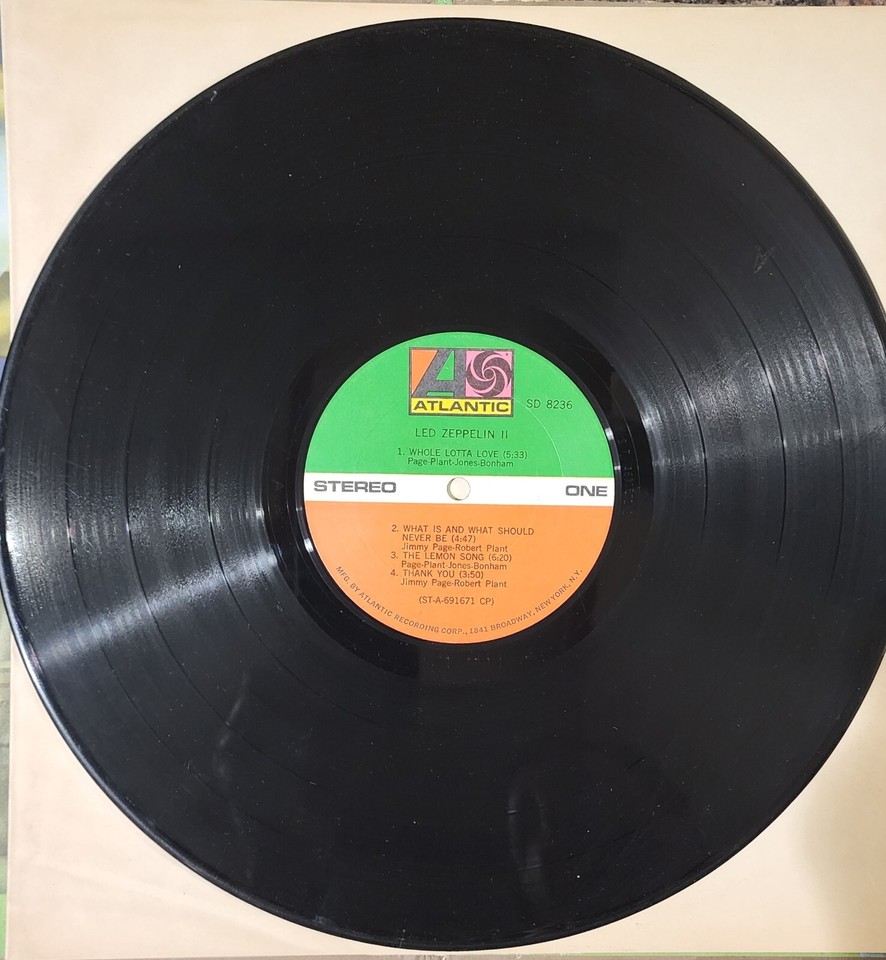 ATLANTIC
SD 8236
LED ZEPPELIN II
1. WHOLE LOTTA LOVE (5:33)
Page-Plant-Jones-Bonham
STEREO ONE
2. WHAT IS AND WHAT SHOULD
NEVER BE (4:47)
Jimmy Page-Robert Plant
3. THE LEMON SONG (6:20)
Page-Plant-Jones-Bonham
4. THANK YOU (3:50)
Jimmy Page-Robert Plant
(ST-A-691671 CP)
MFG. BY ATLANTIC RECORDING CORP., 1841 BROADWAY, NEW YORK, N.Y.